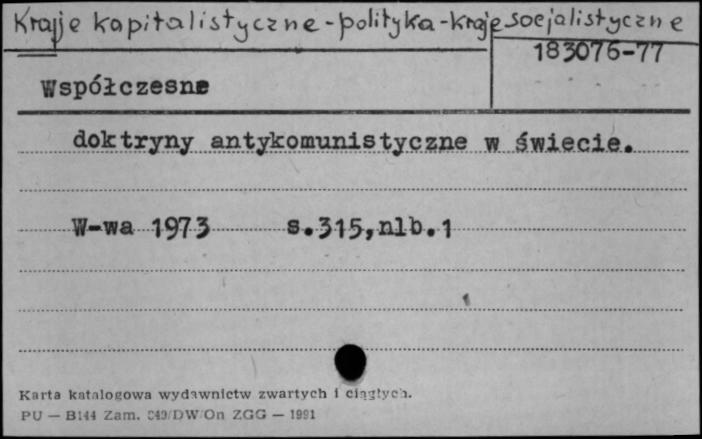 Kraje kapitalistyczne - polityka - kraje socjalistyczne
183076-77
Współczesne
doktryny antykomunistyczne w świecie.
W-wa 1973 s.315,nlb.1
Karta katalogowa wydawnictw zwartych i ciągłych.
PU — B144 Zam. 949/DW/On ZGG — 1991